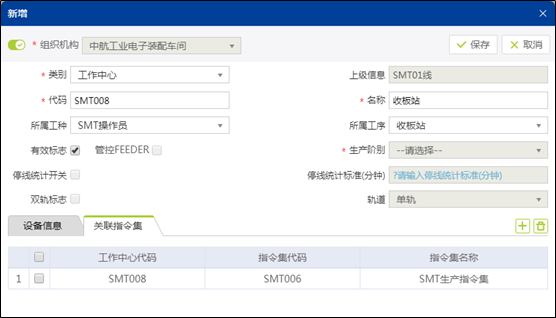 新增
* 组织机构 中航工业电子装配车间 保存 取消
* 类别 工作中心 上级信息 SMT01线
* 代码 SMT008 * 名称 收板站
所属工种 SMT操作员 所属工序 收板站
有效标志 管控FEEDER * 生产阶别 --请选择--
停线统计开关 停线统计标准(分钟) ?请输入停线统计标准(分钟)
双轨标志 轨道 单轨
设备信息 关联指令集
工作中心代码 指令集代码 指令集名称
1 SMT008 SMT006 SMT生产指令集